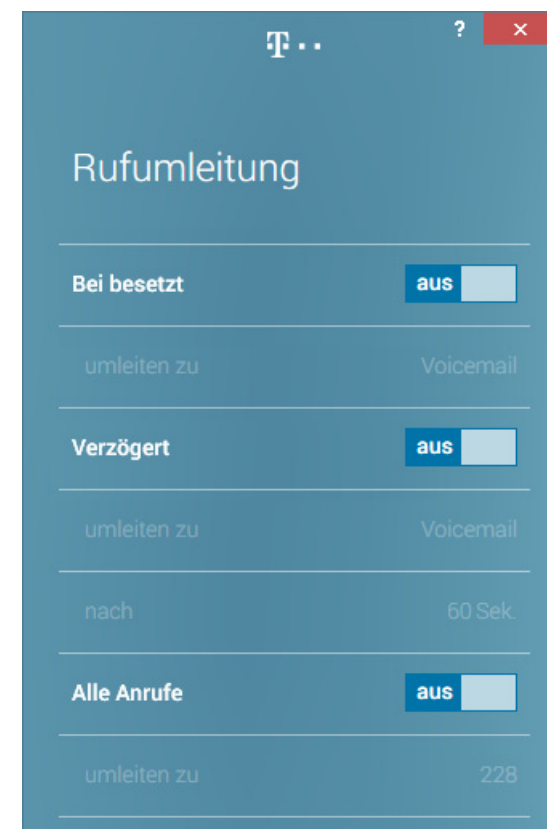 T
?
Rufumleitung
Bei besetzt aus
umleiten zu Voicemail
Verzögert aus
umleiten zu Voicemail
nach 60 Sek.
Alle Anrufe aus
umleiten zu 228